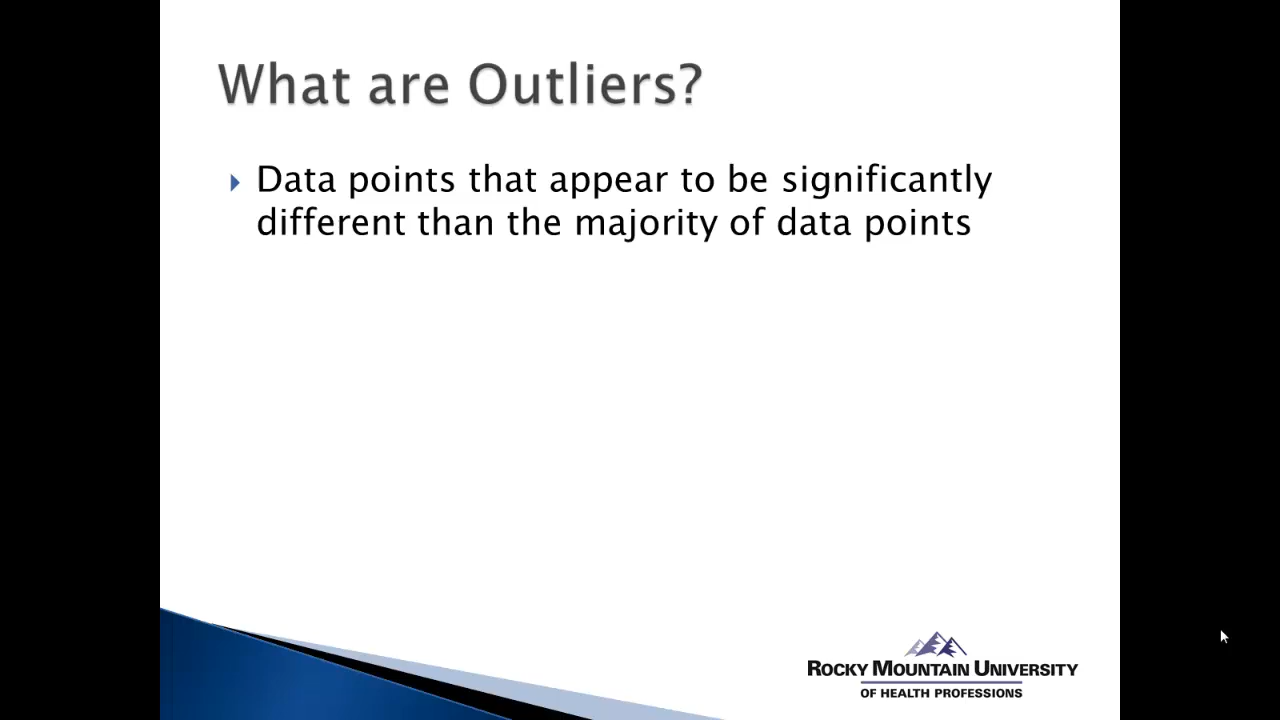 What are Outliers?
Data points that appear to be significantly
different than the majority of data points
ROCKY MOUNTAIN UNIVERSITY
OF HEALTH PROFESSIONS